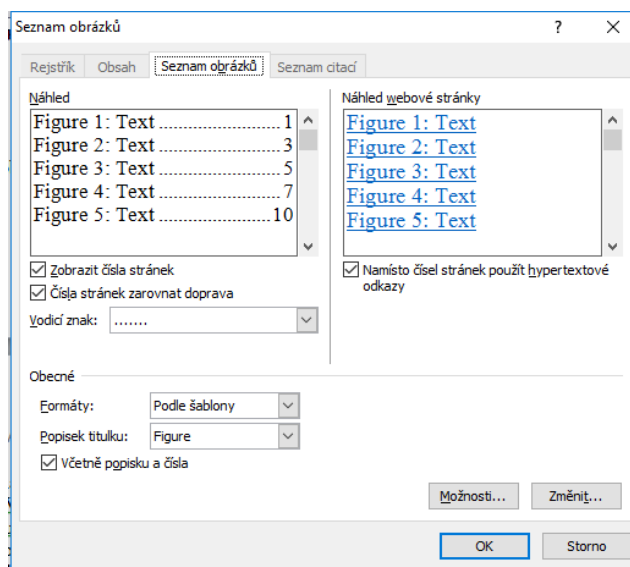 Seznam obrázků
Rejstřík Obsah Seznam obrázků Seznam citací
Náhled
Figure 1: Text ........................... 1
Figure 2: Text ........................... 3
Figure 3: Text ........................... 5
Figure 4: Text ........................... 7
Figure 5: Text ......................... 10
Zobrazit čísla stránek
Čísla stránek zarovnat doprava
Vodicí znak: .......
Náhled webové stránky
Figure 1: Text
Figure 2: Text
Figure 3: Text
Figure 4: Text
Figure 5: Text
Namísto čísel stránek použít hypertextové
odkazy
Obecné
Formáty: Podle šablony
Popisek titulku: Figure
Včetně popisku a čísla
Možnosti... Změnit...
OK Storno